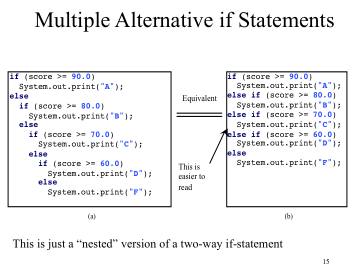 Multiple Alternative if Statements
if (score >= 90.0)
System.out.print("A");
else
if (score >= 80.0)
System.out.print("B");
else
if (score >= 70.0)
System.out.print("C");
else
if (score >= 60.0)
System.out.print("D");
else
System.out.print("F");
(a)
Equivalent
This is
easier to
read
if (score >= 90.0)
System.out.print("A");
else if (score >= 80.0)
System.out.print("B");
else if (score >= 70.0)
System.out.print("C");
else if (score >= 60.0)
System.out.print("D");
else
System.out.print("F");
(b)
This is just a “nested” version of a two-way if-statement
15